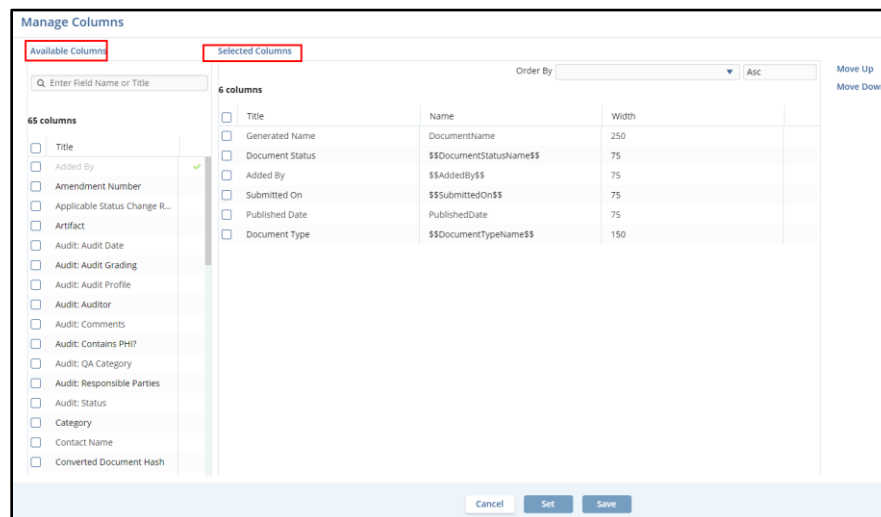 Manage Columns
Available Columns
Selected Columns
Order By
Asc
Move Up
Enter Field Name or Title
6 columns
65 columns
Title
Added By
Amendment Number
Applicable Status Change R...
Artifact
Audit: Audit Date
Audit: Audit Grading
Audit: Audit Profile
Audit: Auditor
Audit: Comments
Audit: Contains PHI?
Audit: QA Category
Audit: Responsible Parties
Audit: Status
Category
Contact Name
Converted Document Hash
Title Name Width
Generated Name DocumentName 250
Document Status $$DocumentStatusName$$ 75
Added By $$AddedBy$$ 75
Submitted On $$SubmittedOn$$ 75
Published Date PublishedDate 75
Document Type $$DocumentTypeName$$ 150
Move Dow
Cancel Set Save